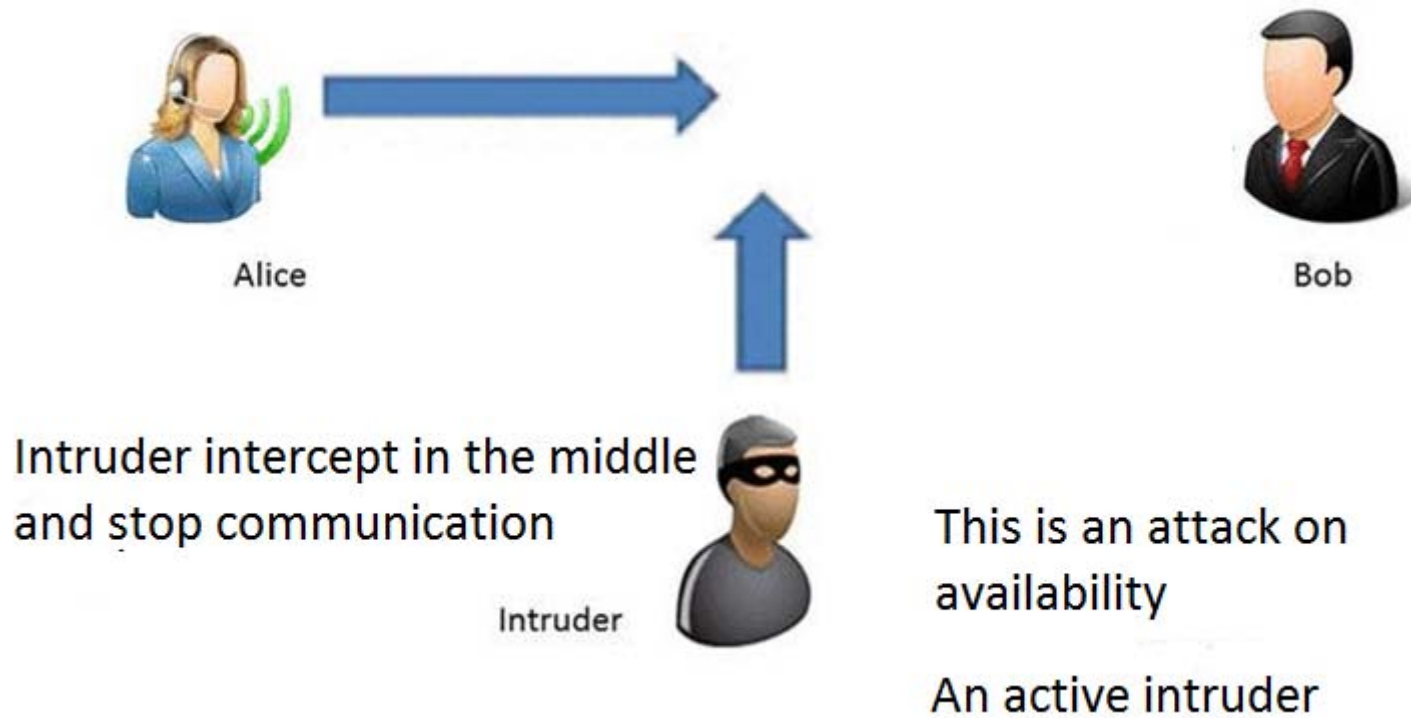 Alice
Bob
Intruder intercept in the middle
and stop communication
Intruder
This is an attack on
availability
An active intruder